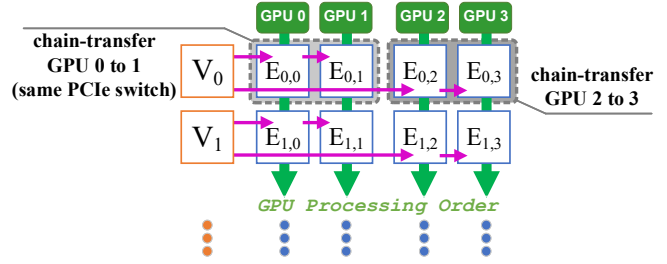 GPU 0 GPU 1 GPU 2 GPU 3
chain-transfer
GPU 0 to 1
(same PCIe switch)
V0 E0,0 E0,1 E0,2 E0,3
chain-transfer
GPU 2 to 3
V1 E1,0 E1,1 E1,2 E1,3
GPU Processing Order